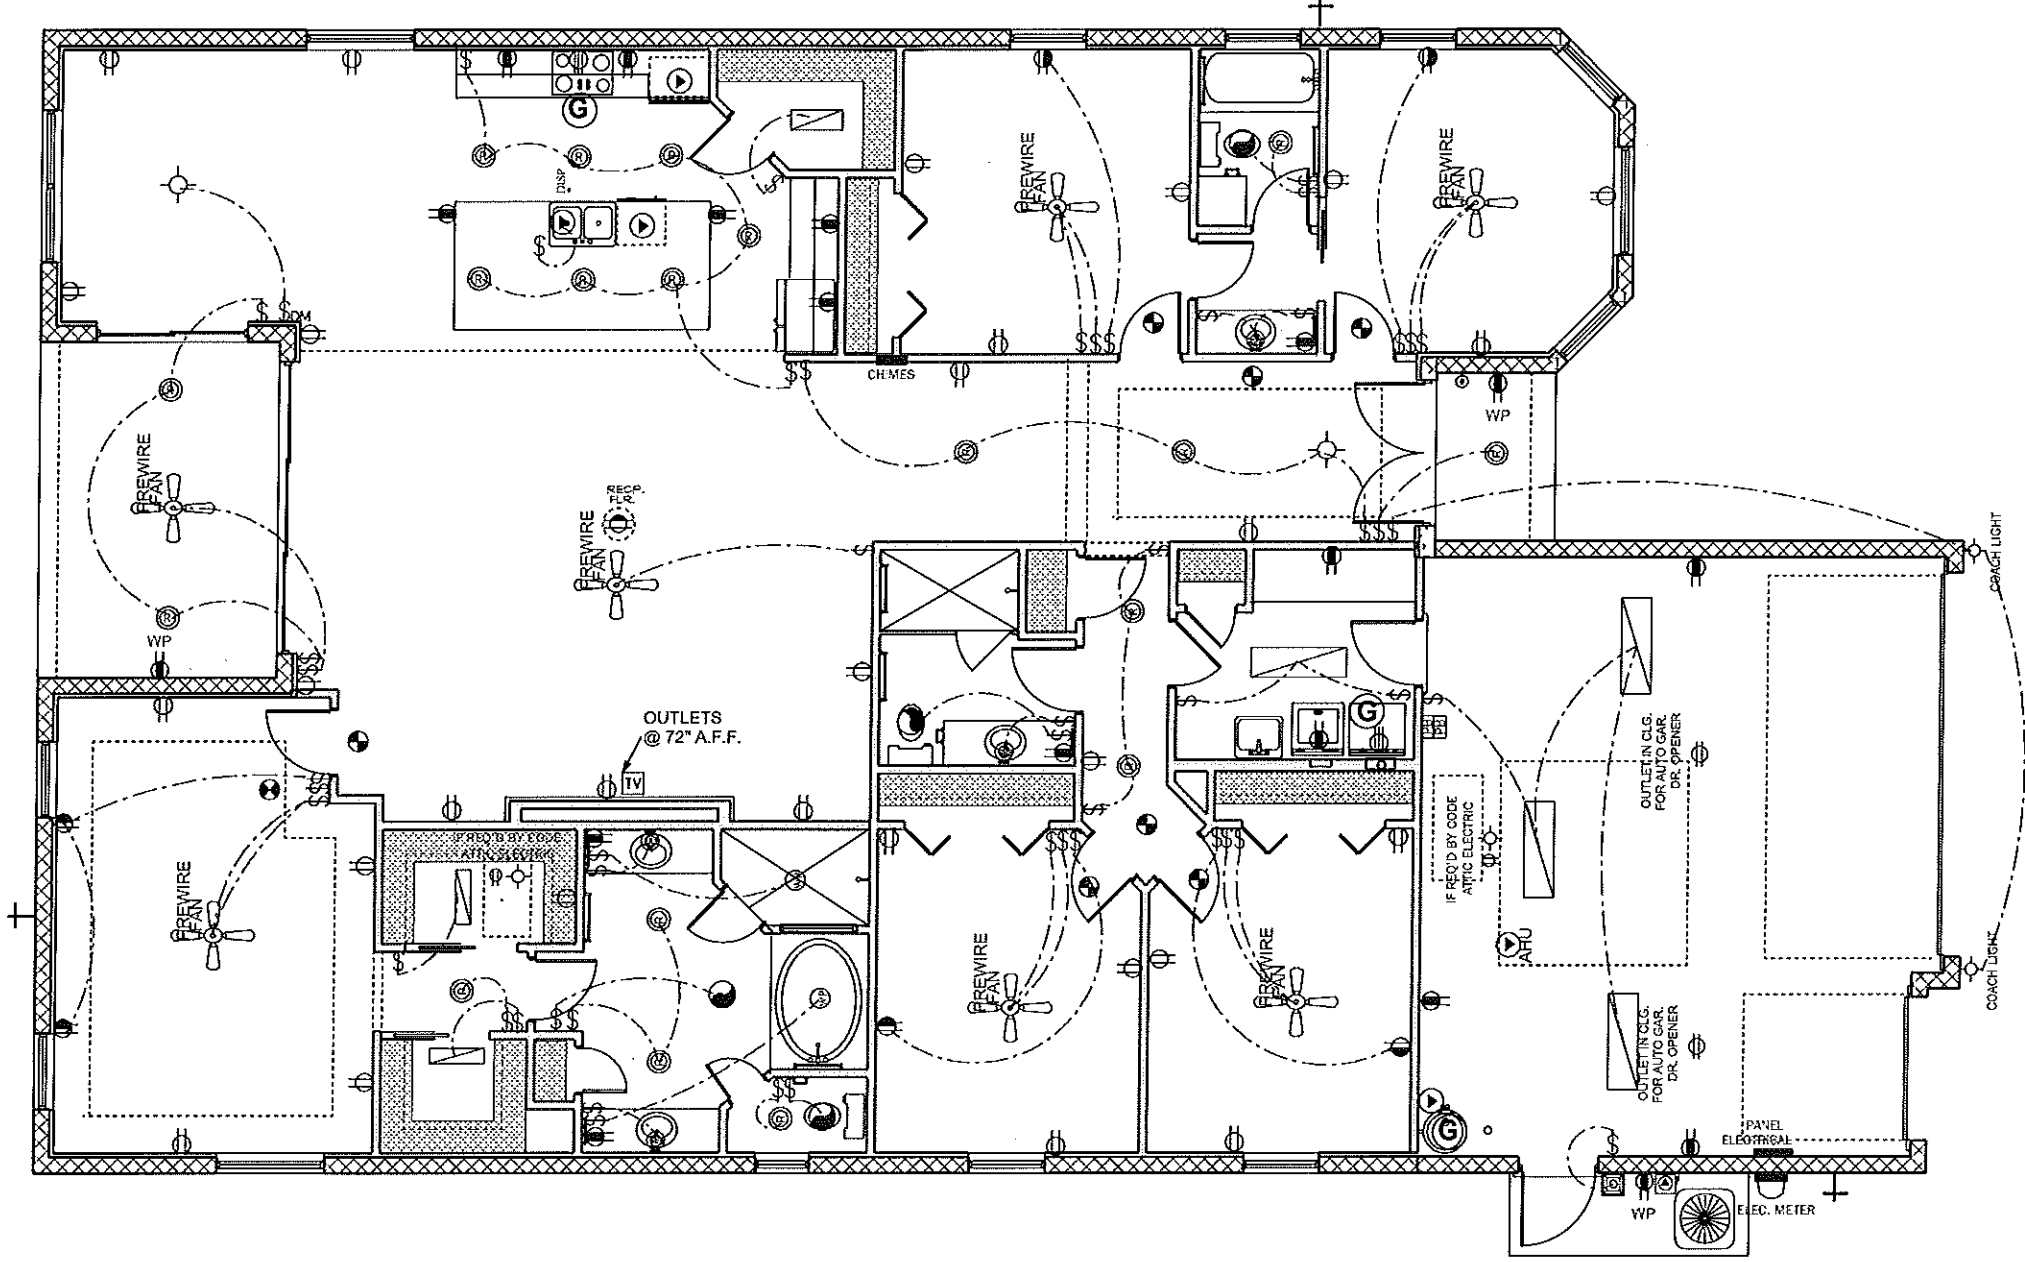 G
DISP
PREWIRE
FAN
PREWIRE
FAN
DM
CHIMES
WP
PREWIRE
FAN
RECP.
FLR.
PREWIRE
FAN
COACH LIGHT
WP
OUTLETS
@ 72" A.F.F.
TV
G
OUTLET IN CLG.
FOR AUTO GAR.
DR. OPENER
IF REQ'D BY CODE
ATTIC ELECTRIC
IF REQ'D BY CODE
ATTIC ELECTRIC
PREWIRE
FAN
PREWIRE
FAN
PREWIRE
FAN
AHU
COACH LIGHT
OUTLET IN CLG.
FOR AUTO GAR.
DR. OPENER
G
PANEL
ELECTRICAL
WP
ELEC. METER